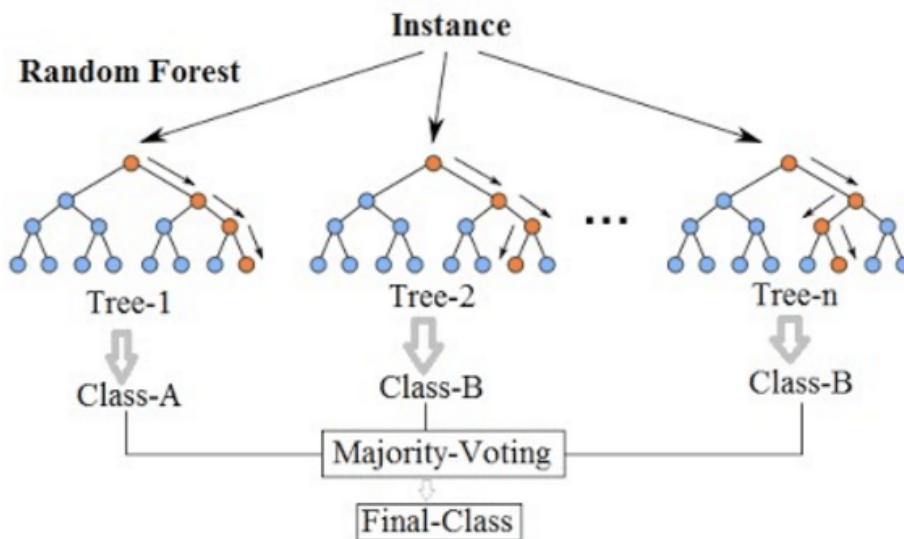 Instance
Random Forest
...
Tree-1
Tree-2
Tree-n
Class-A
Class-B
Class-B
Majority-Voting
Final-Class